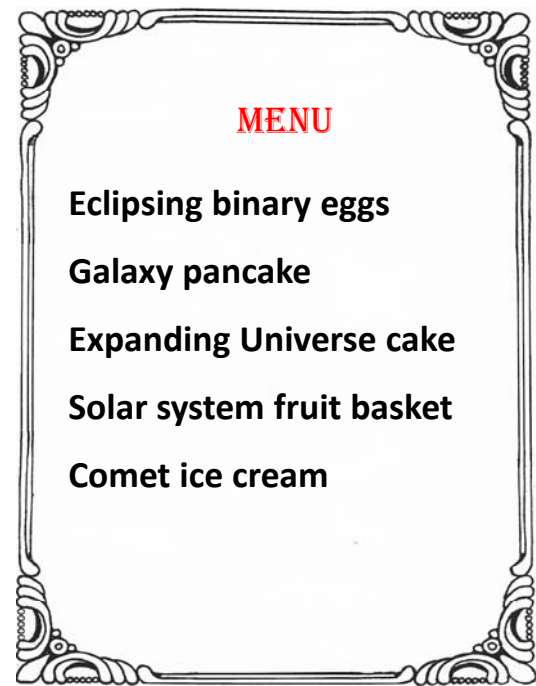 MENU
Eclipsing binary eggs
Galaxy pancake
Expanding Universe cake
Solar system fruit basket
Comet ice cream